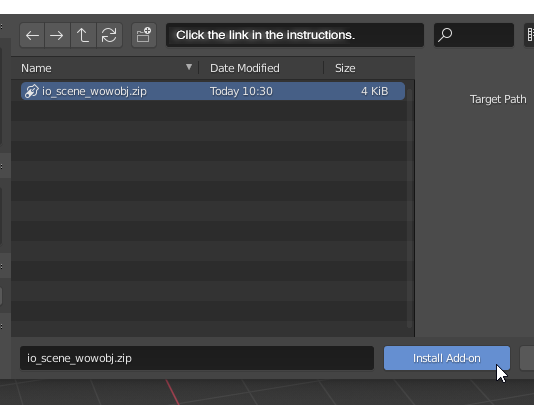 Click the link in the instructions.
Name Date Modified Size
io_scene_wowobj.zip Today 10:30 4 KiB
Target Path
io_scene_wowobj.zip Install Add-on